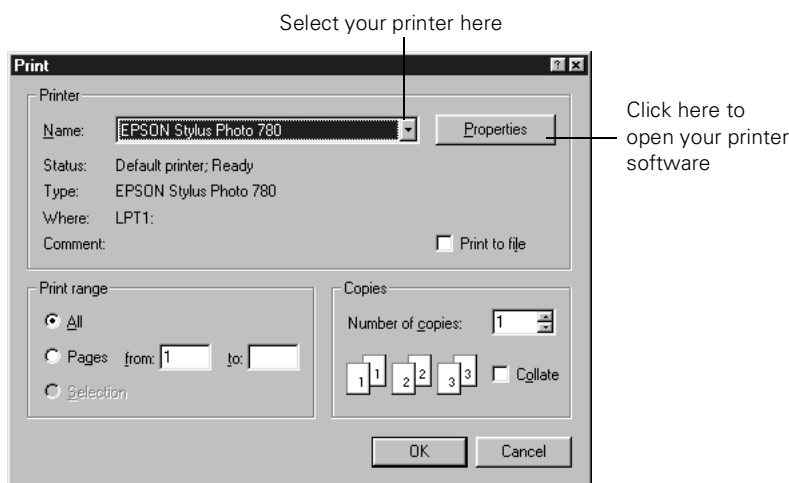 Select your printer here
Print
Printer
Name: EPSON Stylus Photo 780 Properties
Click here to
open your printer
software
Status: Default printer; Ready
Type: EPSON Stylus Photo 780
Where: LPT1:
Comment: Print to file
Print range
All
Pages from: 1 to:
Selection
Copies
Number of copies: 1
1 1 2 2 3 3 Collate
OK Cancel